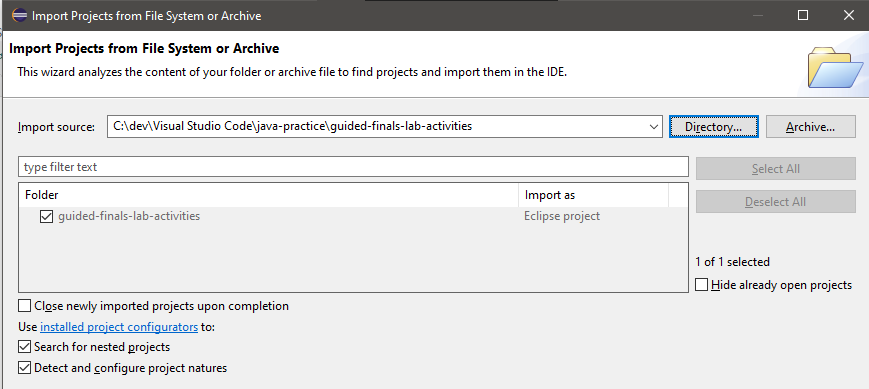 Import Projects from File System or Archive
Import Projects from File System or Archive
This wizard analyzes the content of your folder or archive file to find projects and import them in the IDE.
Import source: C:\dev\Visual Studio Code\java-practice\guided-finals-lab-activities Directory... Archive...
type filter text Select All
Folder Import as Deselect All
guided-finals-lab-activities Eclipse project
1 of 1 selected
Hide already open projects
Close newly imported projects upon completion
Use installed project configurators to:
Search for nested projects
Detect and configure project natures